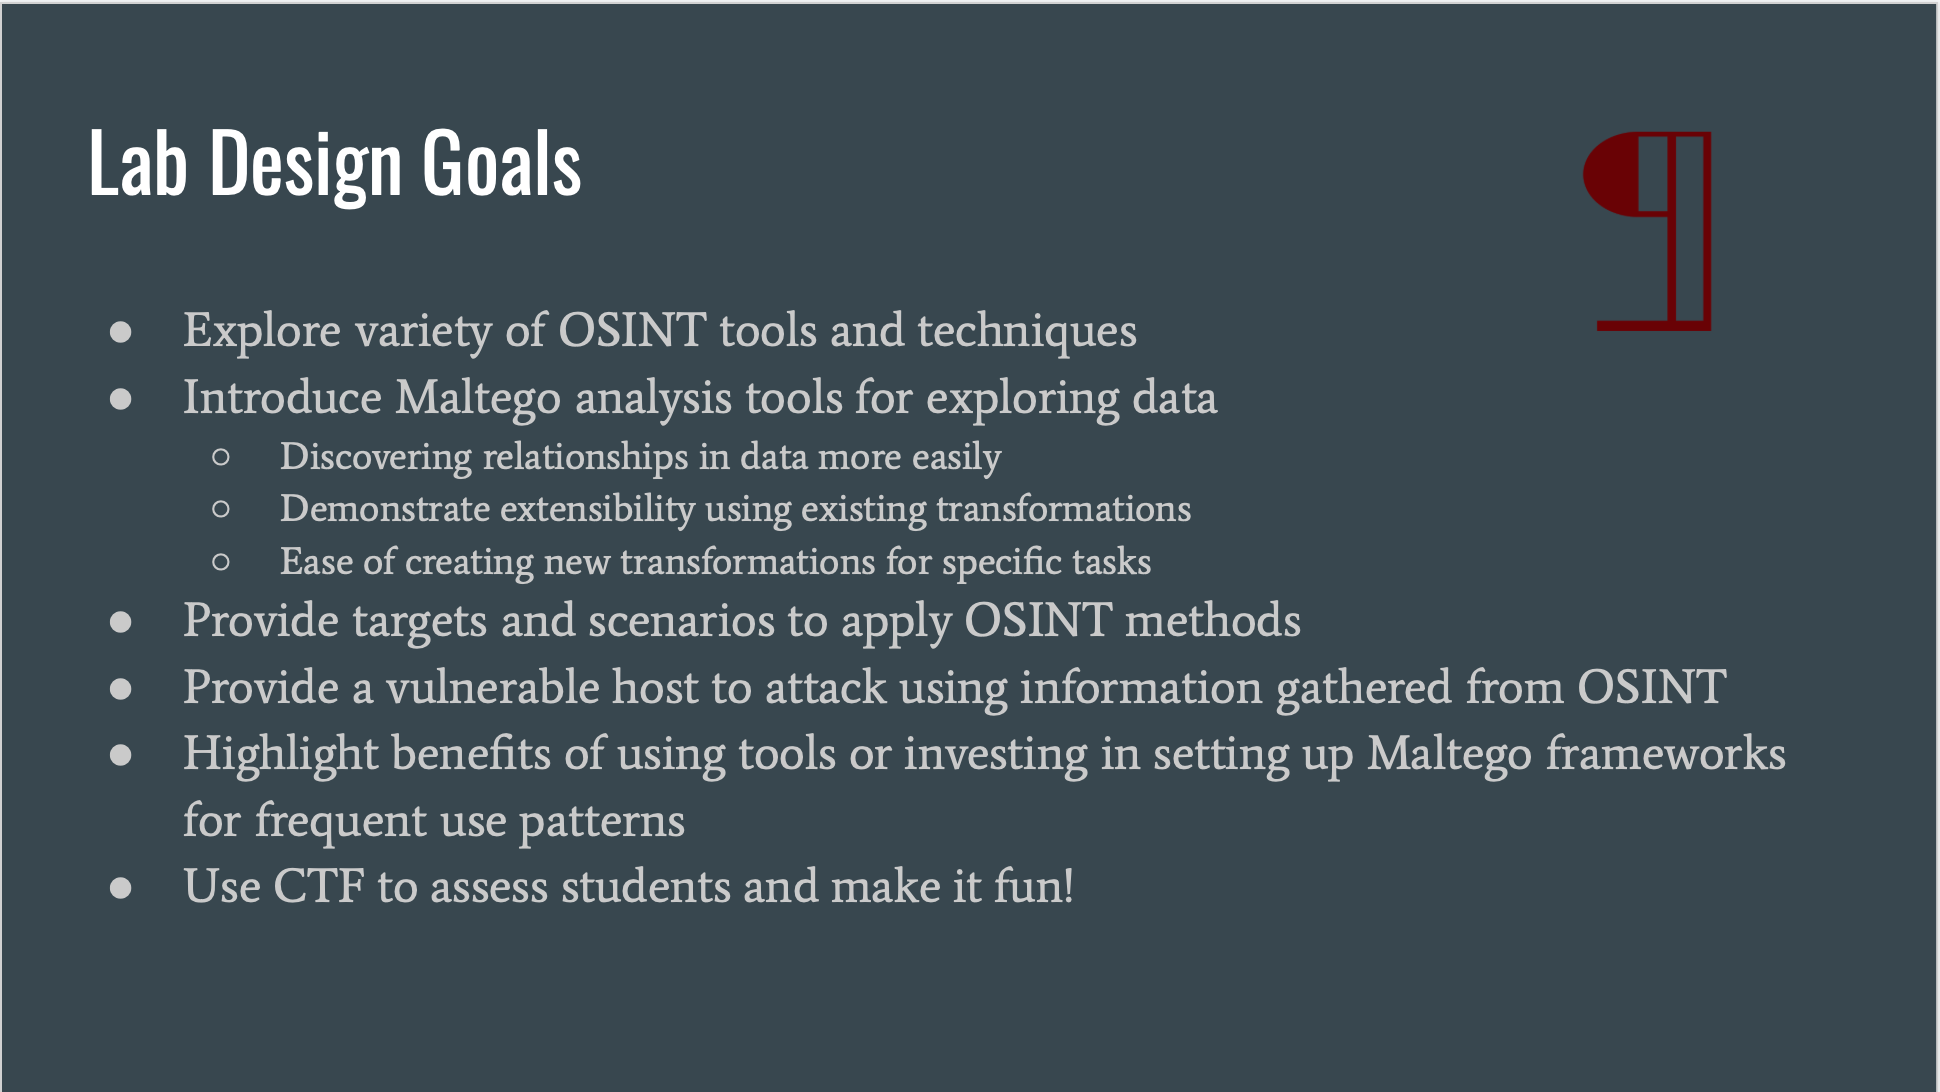 Lab Design Goals
¶
● Explore variety of OSINT tools and techniques
● Introduce Maltego analysis tools for exploring data
○ Discovering relationships in data more easily
○ Demonstrate extensibility using existing transformations
○ Ease of creating new transformations for specific tasks
● Provide targets and scenarios to apply OSINT methods
● Provide a vulnerable host to attack using information gathered from OSINT
● Highlight benefits of using tools or investing in setting up Maltego frameworks
for frequent use patterns
● Use CTF to assess students and make it fun!